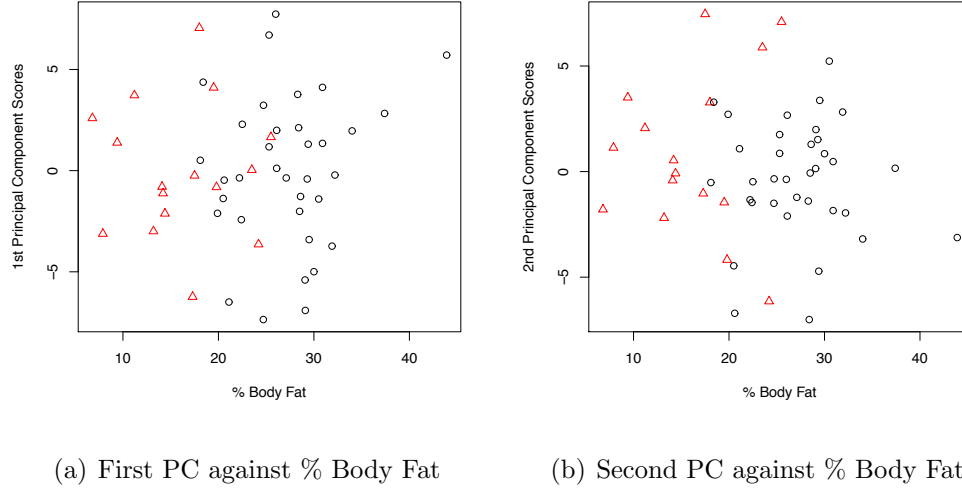 1st Principal Component Scores
5
0
−5
10
20
30
40
% Body Fat
2nd Principal Component Scores
5
0
−5
10
20
30
40
% Body Fat
(a) First PC against % Body Fat
(b) Second PC against % Body Fat